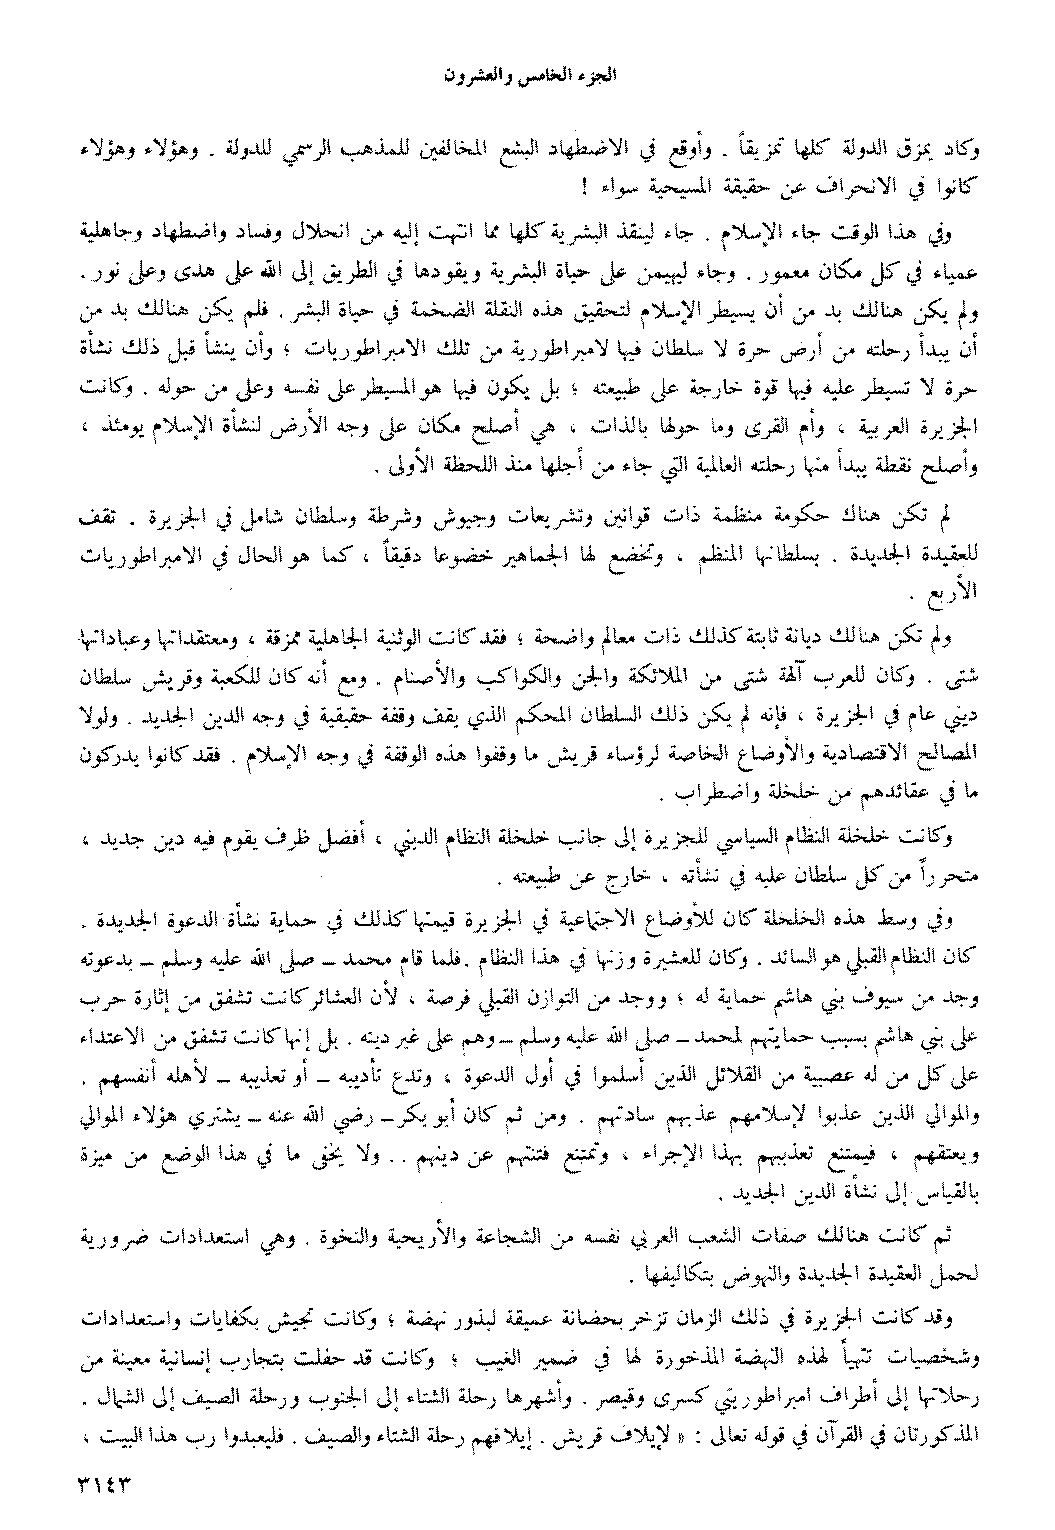 الجزء الخامس والعشرون
وكاد يمزق الدولة كلها تمزيقاً . وأوقع في الاضطهاد البشع المخالفين للمذهب الرسمي للدولة . وهؤلاء وهؤلاء
كانوا في الانحراف عن حقيقة المسيحية سواء !
وفي هذا الوقت جاء الإسلام . جاء لينقذ البشرية كلها مما انتهت إليه من انحلال وفساد واضطهاد وجاهلية
عمياء في كل مكان معمور . وجاء ليهيمن على حياة البشرية ويقودها في الطريق إلى الله على هدى وعلى نور .
ولم يكن هنالك بد من أن يسيطر الإسلام لتحقيق هذه النقلة الضخمة في حياة البشر . فلم يكن هنالك بد من
أن يبدأ رحلته من أرض حرة لا سلطان فيها لامبراطورية من تلك الامبراطوريات ؛ وأن ينشأ قبل ذلك نشأة
حرة لا تسيطر عليه فيها قوة خارجة على طبيعته ؛ بل يكون فيها هو المسيطر على نفسه وعلى من حوله . وكانت
الجزيرة العربية ، وأم القرى وما حولها بالذات ، هي أصلح مكان على وجه الأرض لنشأة الإسلام يومئذ ،
وأصلح نقطة يبدأ منها رحلته العالمية التي جاء من أجلها منذ اللحظة الأولى .
لم تكن هناك حكومة منظمة ذات قوانين وتشريعات وجيوش وشرطة وسلطان شامل في الجزيرة . تقف
للعقيدة الجديدة . بسلطانها المنظم ، وتخضع لها الجماهير خضوعا دقيقاً ، كما هو الحال في الامبراطوريات
الأربع .
ولم تكن هنالك ديانة ثابتة كذلك ذات معالم واضحة ؛ فقد كانت الوثنية الجاهلية ممزقة ، ومعتقداتها وعباداتها
شتى . وكان للعرب آلهة شتى من الملائكة والجن والكواكب والأصنام . ومع أنه كان للكعبة وقريش سلطان
ديني عام في الجزيرة ، فإنه لم يكن ذلك السلطان المحكم الذي يقف وقفة حقيقية في وجه الدين الجديد . ولولا
المصالح الاقتصادية والأوضاع الخاصة لرؤساء قريش ما وقفوا هذه الوقفة في وجه الإسلام . فقد كانوا يدركون
ما في عقائدهم من خلخلة واضطراب .
وكانت خلخلة النظام السياسي للجزيرة إلى جانب خلخلة النظام الديني ، أفضل ظرف يقوم فيه دين جديد ،
متحرراً من كل سلطان عليه في نشأته ، خارج عن طبيعته .
وفي وسط هذه الخلخلة كان للأوضاع الاجتماعية في الجزيرة قيمتها كذلك في حماية نشأة الدعوة الجديدة .
كان النظام القبلي هو السائد . وكان للعشيرة وزنها في هذا النظام .فلما قام محمد – صلى الله عليه وسلم – بدعوته
وجد من سيوف بني هاشم حماية له ؛ ووجد من التوازن القبلي فرصة ، لأن العشائر كانت تشفق من إثارة حرب
على بني هاشم بسبب حمايتهم لمحمد – صلى الله عليه وسلم – وهم على غير دينه . بل إنها كانت تشفق من الاعتداء
على كل من له عصبية من القلائل الذين أسلموا في أول الدعوة ، وتدع تأديبه – أو تعذيبه – لأهله أنفسهم .
والموالي الذين عذبوا لإسلامهم عذبهم سادتهم . ومن ثم كان أبو بكر – رضي الله عنه – يشتري هؤلاء الموالي
ويعتقهم ، فيمتنع تعذيبهم بهذا الإجراء ، وتمتنع فتنتهم عن دينهم .. ولا يخفى ما في هذا الوضع من ميزة
بالقياس إلى نشأة الدين الجديد .
ثم كانت هنالك صفات الشعب العربي نفسه من الشجاعة والأريحية والنخوة . وهي استعدادات ضرورية
لحمل العقيدة الجديدة والنهوض بتكاليفها .
وقد كانت الجزيرة في ذلك الزمان تزخر بحضانة عميقة لبذور نهضة ؛ وكانت تجيش بكفايات واستعدادات
وشخصيات تتهيأ لهذه النهضة المذخورة لها في ضمير الغيب ؛ وكانت قد حفلت بتجارب إنسانية معينة من
رحلاتها إلى أطراف امبراطوريتي كسرى وقيصر . وأشهرها رحلة الشتاء إلى الجنوب ورحلة الصيف إلى الشمال .
المذكورتان في القرآن في قوله تعالى : « لإيلاف قريش . إيلافهم رحلة الشتاء والصيف . فليعبدوا رب هذا البيت ،
٣١٤٣